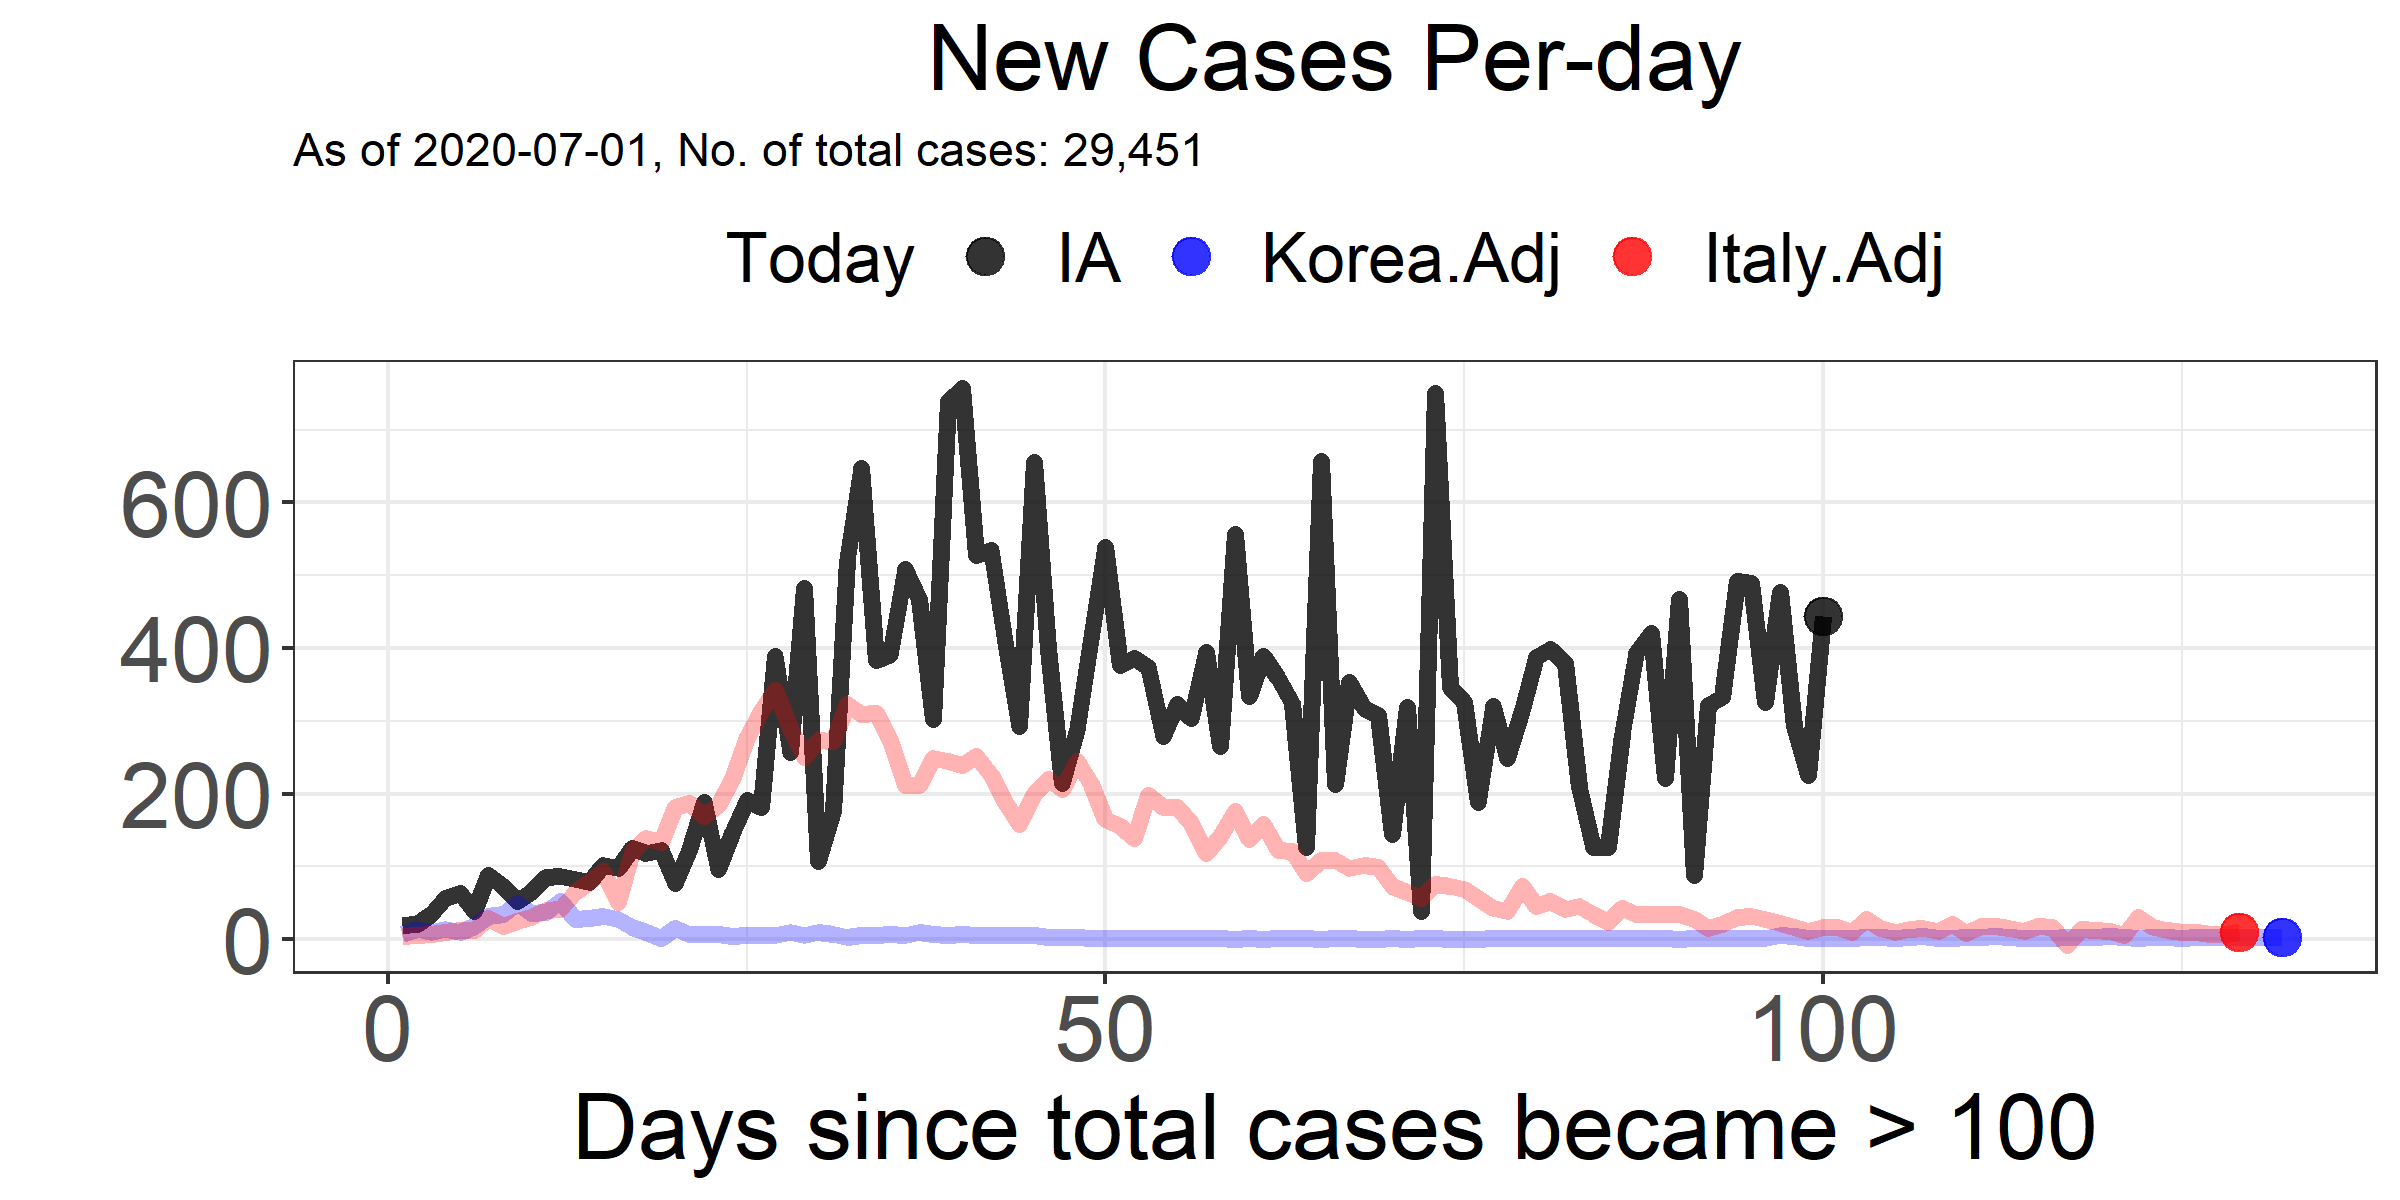 New Cases Per-day
As of 2020-07-01, No. of total cases: 29,451
Today IA Korea.Adj Italy.Adj
600
400
200
0
0 50 100
Days since total cases became > 100